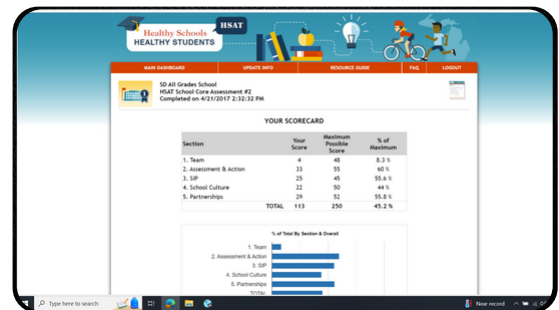 Healthy Schools
HSAT
HEALTHY STUDENTS
MAIN DASHBOARD UPDATE INFO RESOURCE GUIDE FAQ LOGOUT
SD All Grades School
HSAT School Core Assessment #2
Completed on 4/21/2017 2:32:32 PM
YOUR SCORECARD
Section Your Score Maximum Possible Score % of Maximum
1. Team 4 48 8.3 %
2. Assessment & Action 33 55 60 %
3. SIP 25 45 55.6 %
4. School Culture 22 50 44 %
5. Partnerships 29 52 55.8 %
TOTAL 113 250 45.2 %
% of Total By Section & Overall
1. Team
2. Assessment & Action
3. SIP
4. School Culture
5. Partnerships
TOTAL
Type here to search
Near record